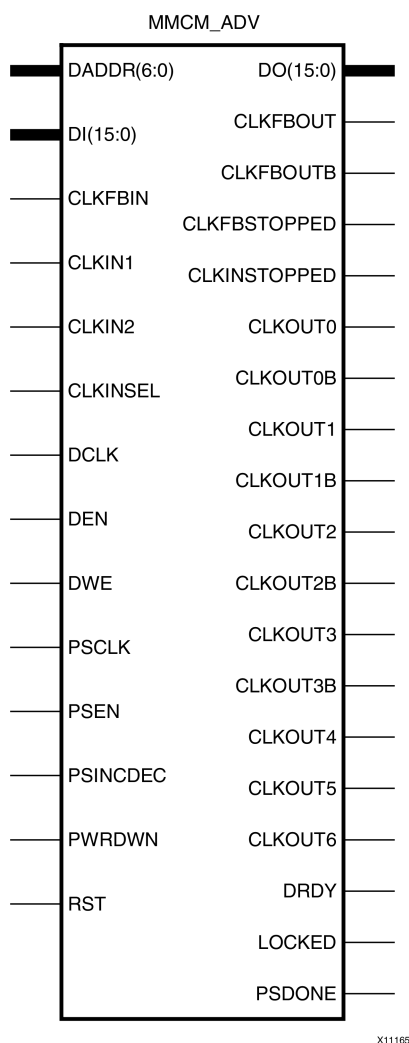 MMCM_ADV
DADDR(6:0)
DI(15:0)
CLKFBIN
CLKIN1
CLKIN2
CLKINSEL
DCLK
DEN
DWE
PSCLK
PSEN
PSINCDEC
PWRDWN
RST
DO(15:0)
CLKFBOUT
CLKFBOUTB
CLKFBSTOPPED
CLKINSTOPPED
CLKOUT0
CLKOUT0B
CLKOUT1
CLKOUT1B
CLKOUT2
CLKOUT2B
CLKOUT3
CLKOUT3B
CLKOUT4
CLKOUT5
CLKOUT6
DRDY
LOCKED
PSDONE
X11165